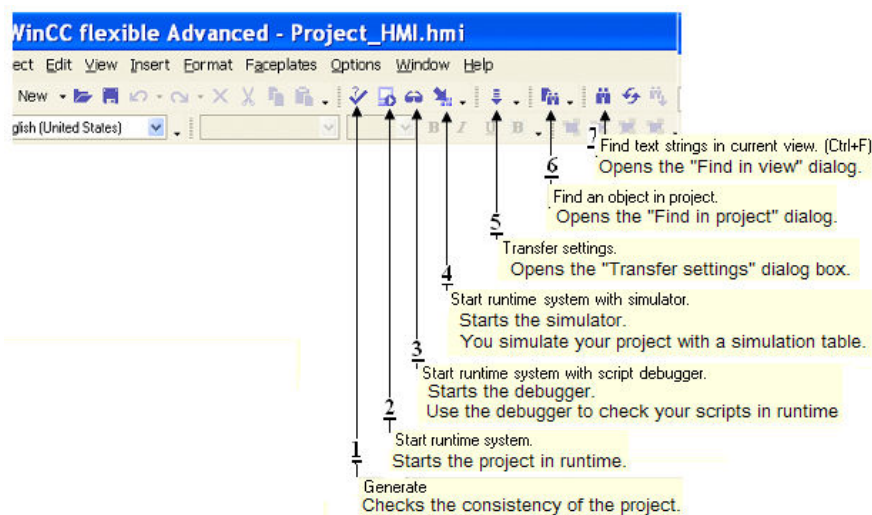 WinCC flexible Advanced - Project_HMI.hmi
ect Edit View Insert Format Faceplates Options Window Help
New
glish (United States)
B I U B
7
Find text strings in current view. (Ctrl+F)
Opens the "Find in view" dialog.
6
Find an object in project.
Opens the "Find in project" dialog.
5
Transfer settings.
Opens the "Transfer settings" dialog box.
4
Start runtime system with simulator.
Starts the simulator.
You simulate your project with a simulation table.
3
Start runtime system with script debugger.
Starts the debugger.
Use the debugger to check your scripts in runtime
2
Start runtime system.
Starts the project in runtime.
1
Generate
Checks the consistency of the project.